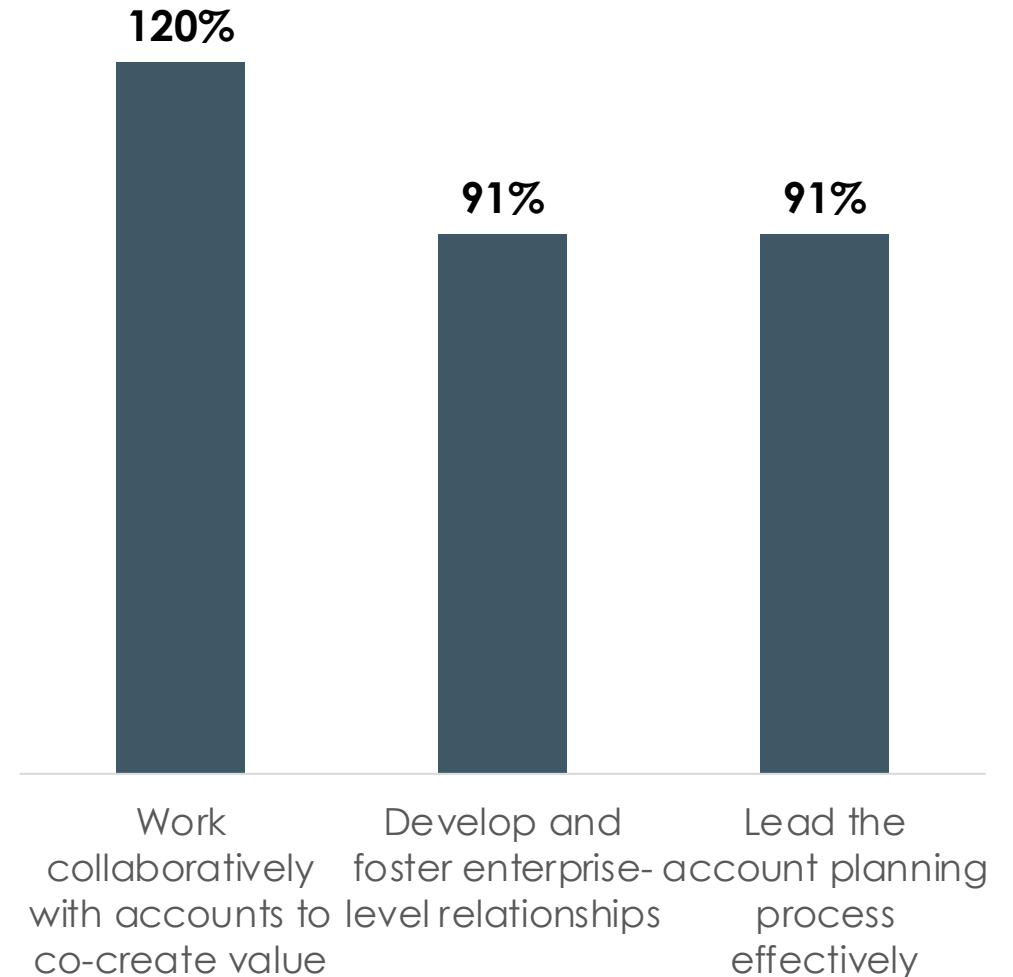 120%
91%
91%
Work
collaboratively
with accounts to
co-create value
Develop and
foster enterprise-
level relationships
Lead the
account planning
process
effectively